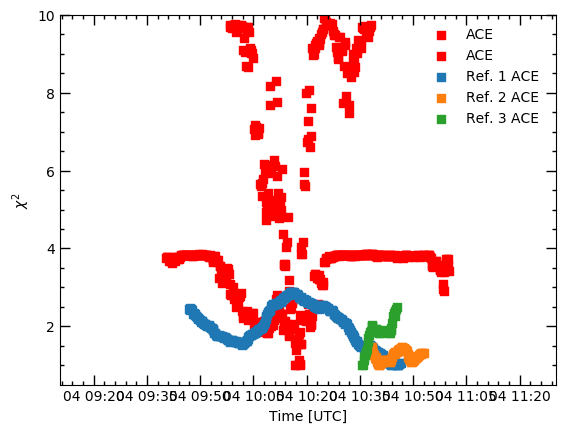 10
8
6
4
2
χ²
ACE
ACE
Ref. 1 ACE
Ref. 2 ACE
Ref. 3 ACE
04 09:20 04 09:35 04 09:50 04 10:05 04 10:20 04 10:35 04 10:50 04 11:05 04 11:20
Time [UTC]